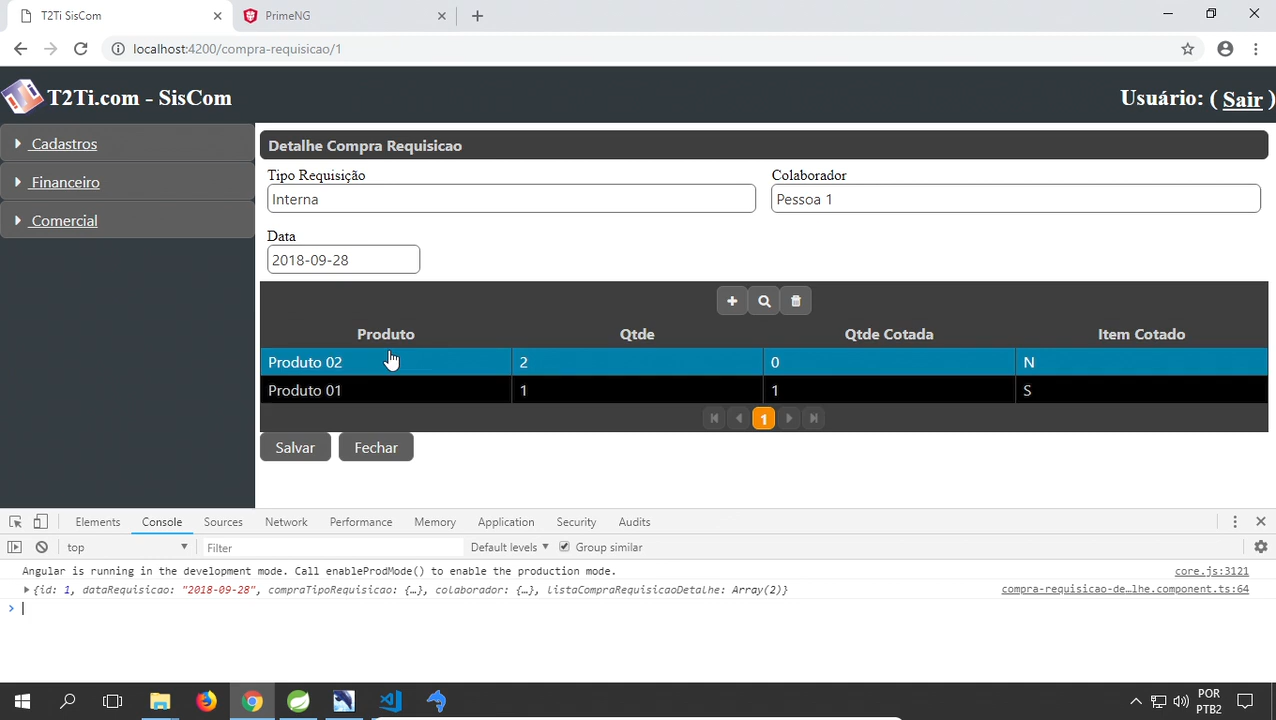 T2Ti SisCom
PrimeNG
localhost:4200/compra-requisicao/1
T2Ti.com - SisCom
Usuário: ( Sair )
Cadastros
Financeiro
Comercial
Detalhe Compra Requisicao
Tipo Requisição
Colaborador
Interna
Pessoa 1
Data
2018-09-28
Produto Qtde Qtde Cotada Item Cotado
Produto 02 2 0 N
Produto 01 1 1 S
1
Salvar Fechar
Elements Console Sources Network Performance Memory Application Security Audits
top Filter Default levels Group similar
Angular is running in the development mode. Call enableProdMode() to enable the production mode. core.js:3121
{id: 1, dataRequisicao: "2018-09-28", compraTipoRequisicao: {…}, colaborador: {…}, listaCompraRequisicaoDetalhe: Array(2)} compra-requisicao-de…lhe.component.ts:64
POR
PTB2